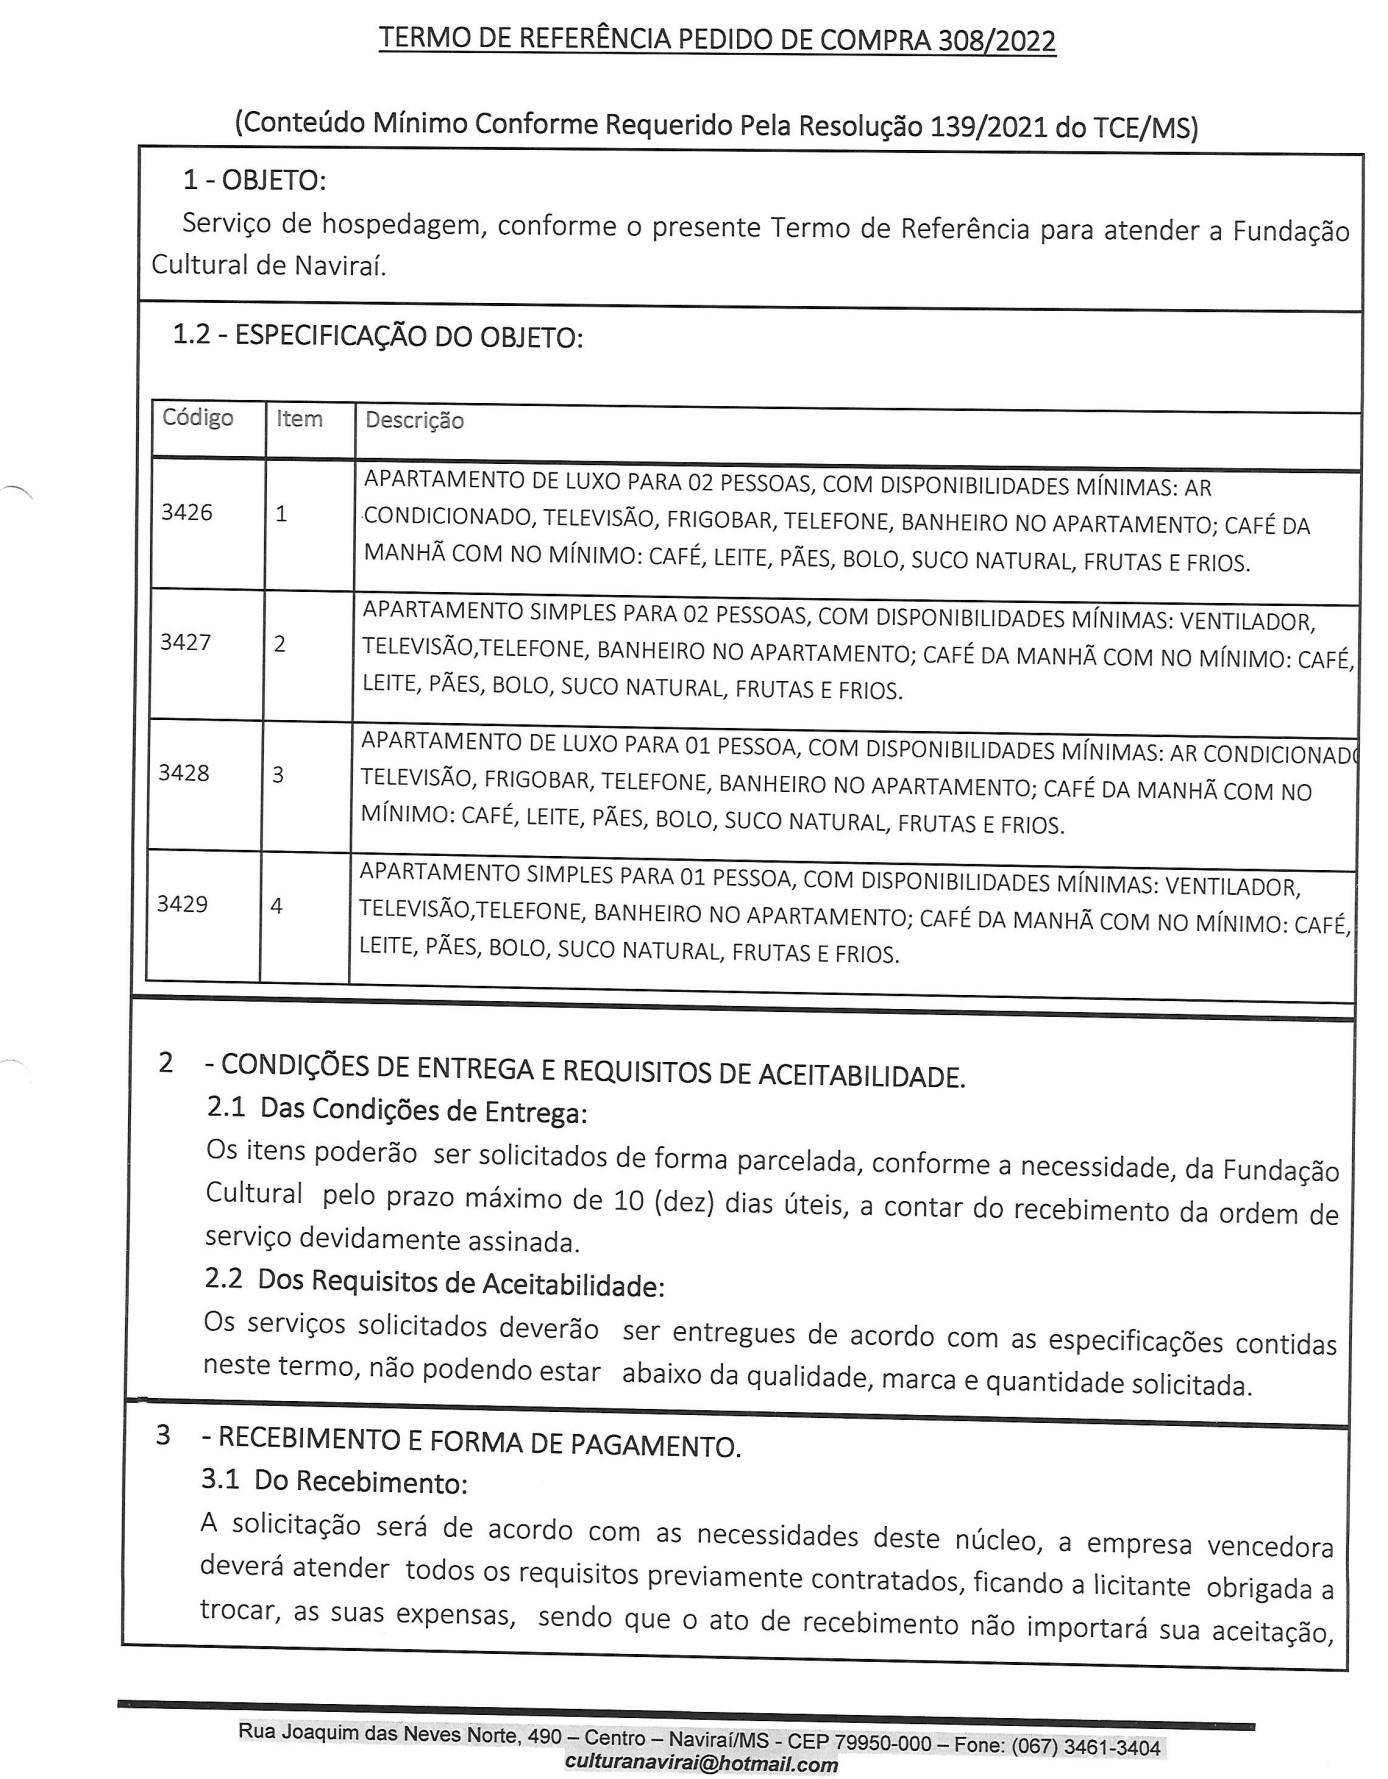 TERMO DE REFERÊNCIA PEDIDO DE COMPRA 308/2022
(Conteúdo Mínimo Conforme Requerido Pela Resolução 139/2021 do TCE/MS)
1 - OBJETO:
Serviço de hospedagem, conforme o presente Termo de Referência para atender a Fundação
Cultural de Naviraí.
1.2 - ESPECIFICAÇÃO DO OBJETO:
Código Item Descrição
3426 1 APARTAMENTO DE LUXO PARA 02 PESSOAS, COM DISPONIBILIDADES MÍNIMAS: AR
CONDICIONADO, TELEVISÃO, FRIGOBAR, TELEFONE, BANHEIRO NO APARTAMENTO; CAFÉ DA
MANHÃ COM NO MÍNIMO: CAFÉ, LEITE, PÃES, BOLO, SUCO NATURAL, FRUTAS E FRIOS.
3427 2 APARTAMENTO SIMPLES PARA 02 PESSOAS, COM DISPONIBILIDADES MÍNIMAS: VENTILADOR,
TELEVISÃO,TELEFONE, BANHEIRO NO APARTAMENTO; CAFÉ DA MANHÃ COM NO MÍNIMO: CAFÉ,
LEITE, PÃES, BOLO, SUCO NATURAL, FRUTAS E FRIOS.
3428 3 APARTAMENTO DE LUXO PARA 01 PESSOA, COM DISPONIBILIDADES MÍNIMAS: AR CONDICIONADO
TELEVISÃO, FRIGOBAR, TELEFONE, BANHEIRO NO APARTAMENTO; CAFÉ DA MANHÃ COM NO
MÍNIMO: CAFÉ, LEITE, PÃES, BOLO, SUCO NATURAL, FRUTAS E FRIOS.
3429 4 APARTAMENTO SIMPLES PARA 01 PESSOA, COM DISPONIBILIDADES MÍNIMAS: VENTILADOR,
TELEVISÃO,TELEFONE, BANHEIRO NO APARTAMENTO; CAFÉ DA MANHÃ COM NO MÍNIMO: CAFÉ,
LEITE, PÃES, BOLO, SUCO NATURAL, FRUTAS E FRIOS.
2 - CONDIÇÕES DE ENTREGA E REQUISITOS DE ACEITABILIDADE.
2.1 Das Condições de Entrega:
Os itens poderão ser solicitados de forma parcelada, conforme a necessidade, da Fundação
Cultural pelo prazo máximo de 10 (dez) dias úteis, a contar do recebimento da ordem de
serviço devidamente assinada.
2.2 Dos Requisitos de Aceitabilidade:
Os serviços solicitados deverão ser entregues de acordo com as especificações contidas
neste termo, não podendo estar abaixo da qualidade, marca e quantidade solicitada.
3 - RECEBIMENTO E FORMA DE PAGAMENTO.
3.1 Do Recebimento:
A solicitação será de acordo com as necessidades deste núcleo, a empresa vencedora
deverá atender todos os requisitos previamente contratados, ficando a licitante obrigada a
trocar, as suas expensas, sendo que o ato de recebimento não importará sua aceitação,
Rua Joaquim das Neves Norte, 490 – Centro – Naviraí/MS - CEP 79950-000 – Fone: (067) 3461-3404
culturanavirai@hotmail.com